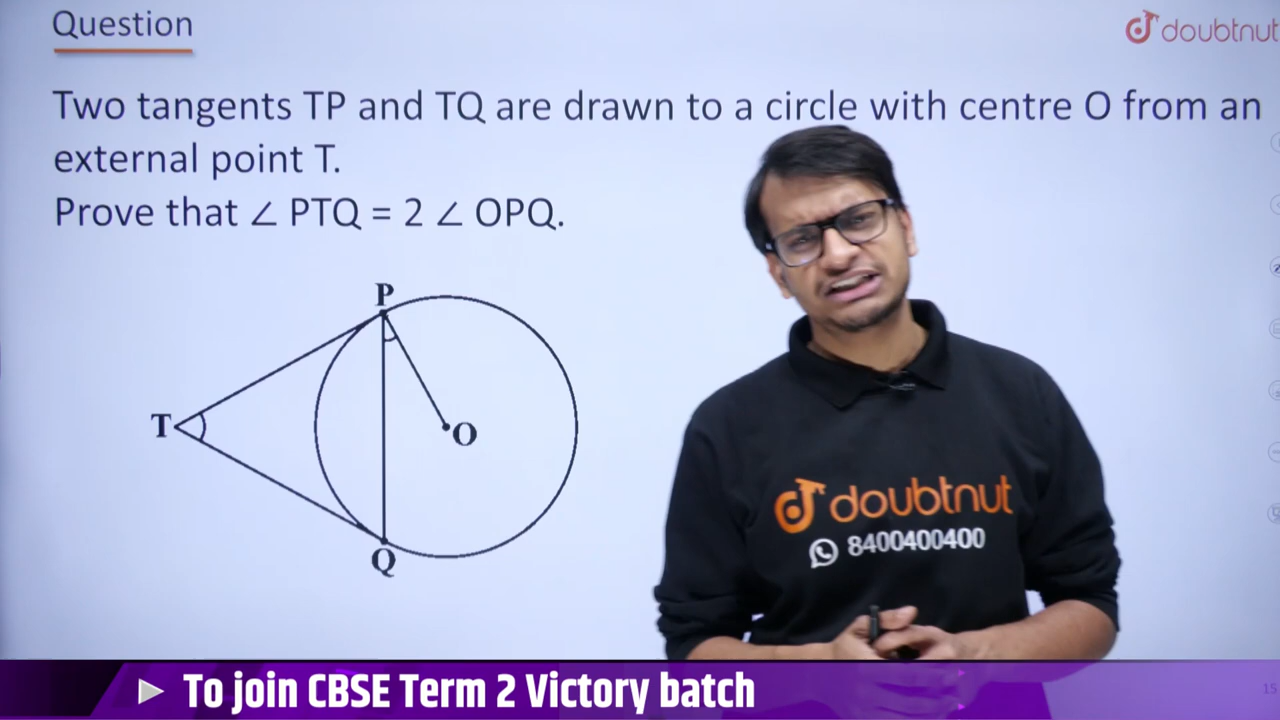 Question
doubtnut
Two tangents TP and TQ are drawn to a circle with centre O from an
external point T.
Prove that ∠ PTQ = 2 ∠ OPQ.
P
T
O
Q
doubtnut
8400400400
To join CBSE Term 2 Victory batch
15